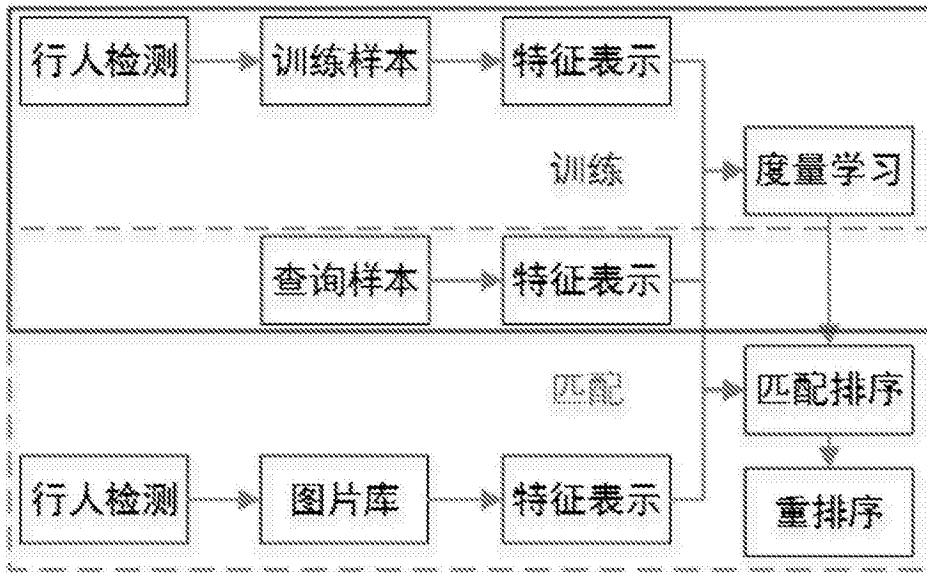 行人检测
训练样本
特征表示
训练
度量学习
查询样本
特征表示
匹配
匹配排序
行人检测
图片库
特征表示
重排序